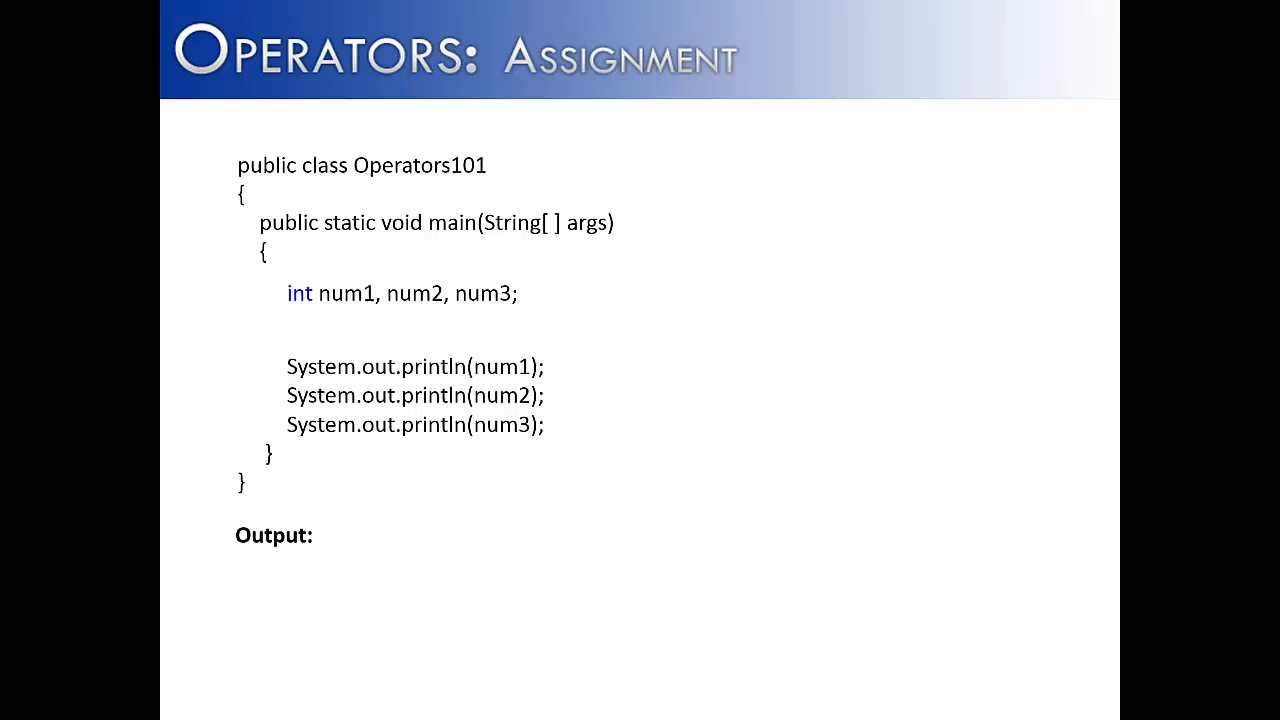 OPERATORS: ASSIGNMENT
public class Operators101
{
public static void main(String[ ] args)
{
int num1, num2, num3;
System.out.println(num1);
System.out.println(num2);
System.out.println(num3);
}
}
Output: